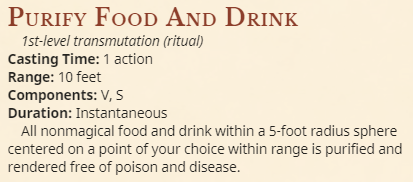 Purify Food And Drink
1st-level transmutation (ritual)
Casting Time: 1 action
Range: 10 feet
Components: V, S
Duration: Instantaneous
All nonmagical food and drink within a 5-foot radius sphere
centered on a point of your choice within range is purified and
rendered free of poison and disease.